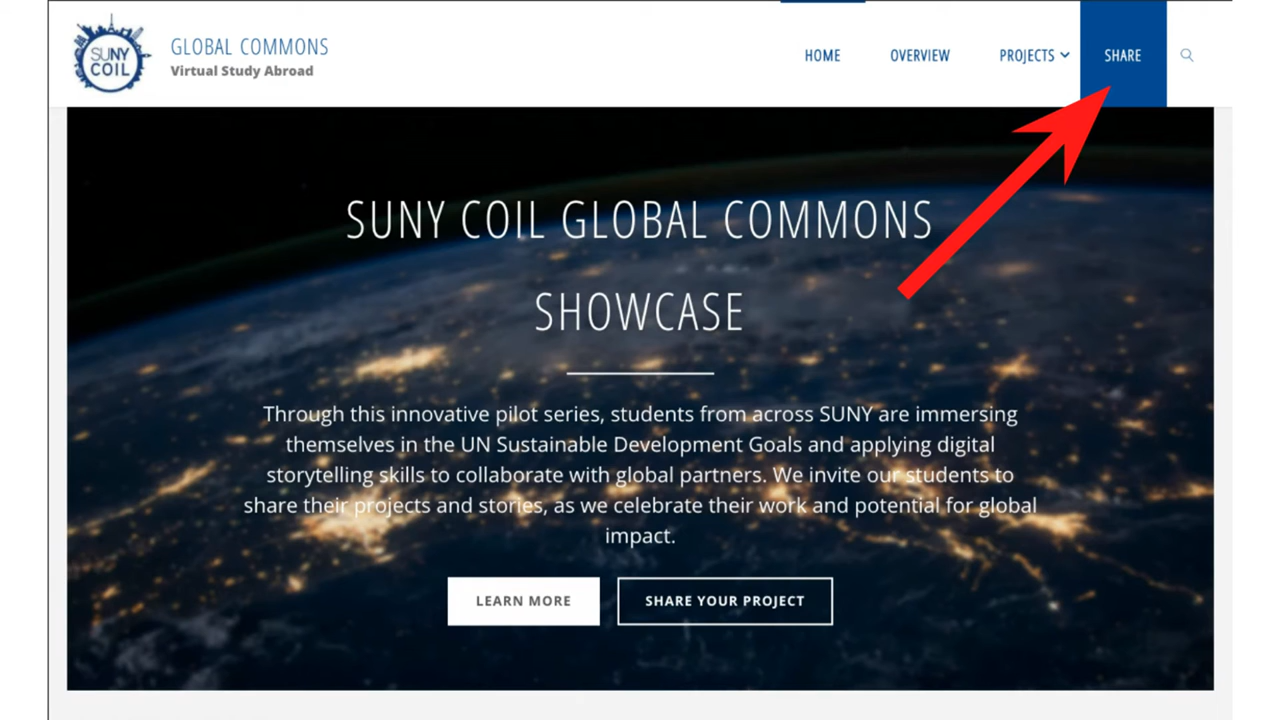 SUNY
COIL
GLOBAL COMMONS
Virtual Study Abroad
HOME
OVERVIEW
PROJECTS
SHARE
SUNY COIL GLOBAL COMMONS
SHOWCASE
Through this innovative pilot series, students from across SUNY are immersing
themselves in the UN Sustainable Development Goals and applying digital
storytelling skills to collaborate with global partners. We invite our students to
share their projects and stories, as we celebrate their work and potential for global
impact.
LEARN MORE
SHARE YOUR PROJECT